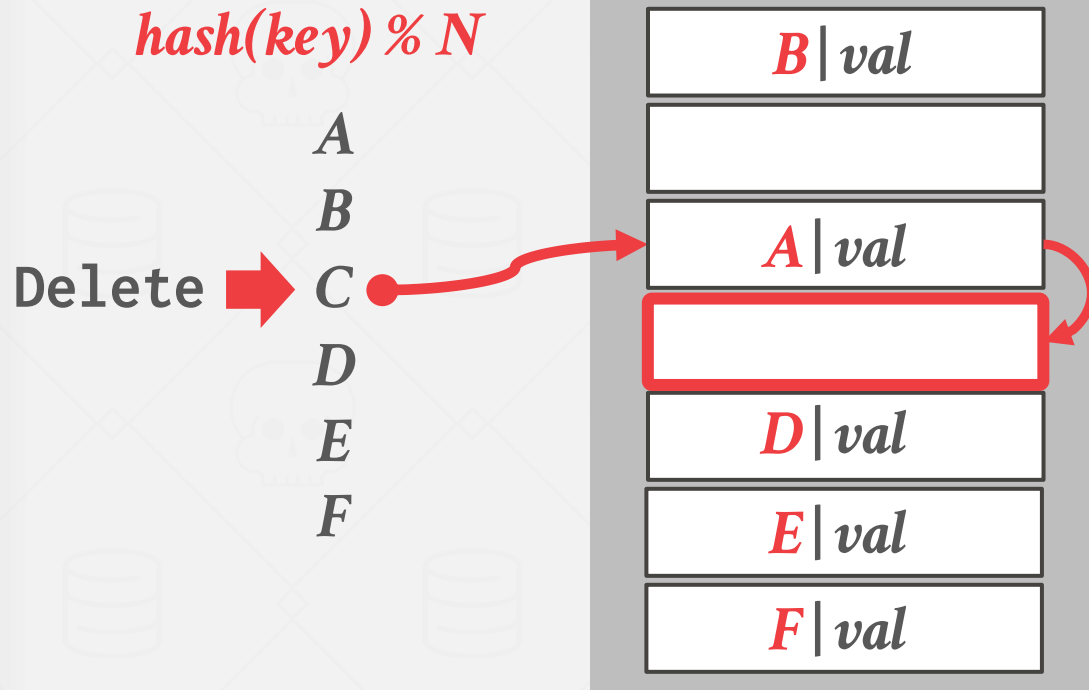 hash(key) % N
A
B
Delete C
D
E
F
B|val
A|val
D|val
E|val
F|val